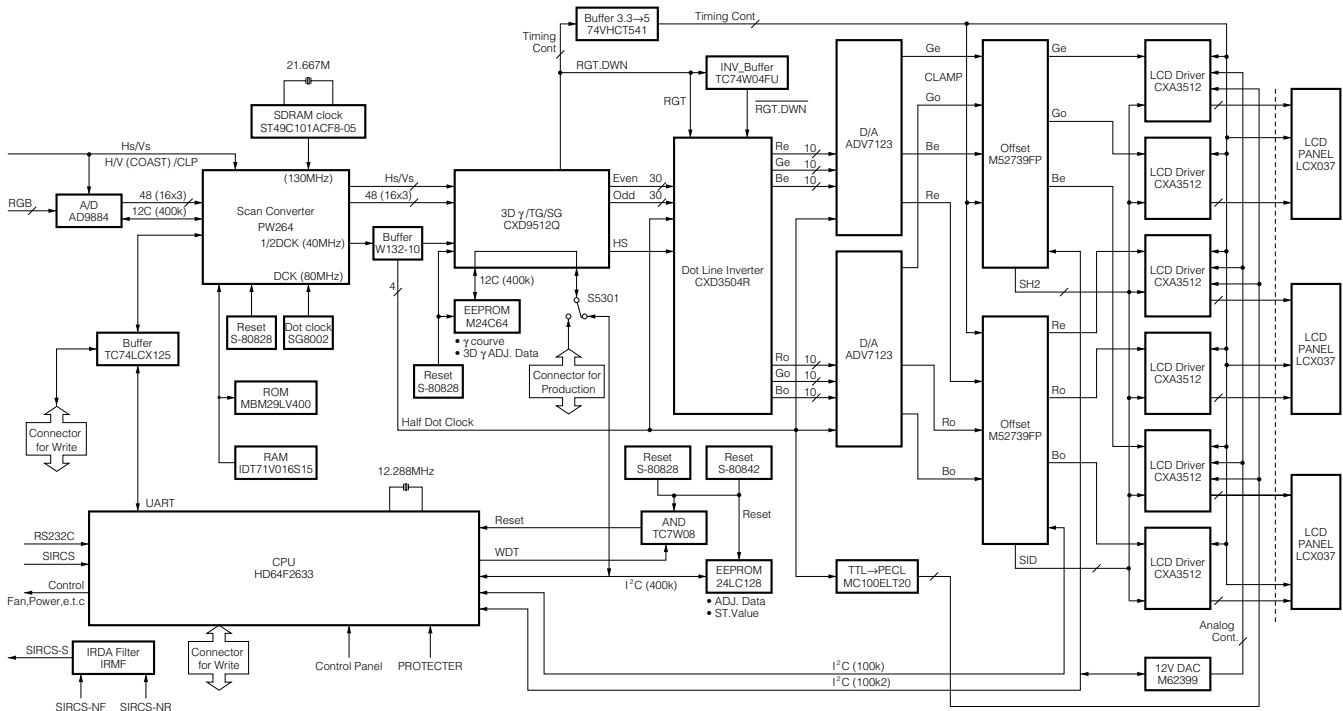 Buffer 3.3→5
74VHCT541
Timing Cont
Timing
Cont
21.667M
SDRAM clock
ST49C101ACF8-05
RGT.DWN
INV_Buffer
TC74W04FU
RGT
RGT.DWN
Hs/Vs
H/V (COAST) /CLP
RGB
A/D
AD9884
48 (16x3)
12C (400k)
(130MHz)
Scan Converter
PW264
1/2DCK (40MHz)
DCK (80MHz)
Hs/Vs
48 (16x3)
Buffer
W132-10
4
3D γ/TG/SG
CXD9512Q
Even 30
Odd 30
HS
12C (400k)
S5301
EEPROM
M24C64
• γ courve
• 3D γ ADJ. Data
Reset
S-80828
Connector for
Production
Dot Line Inverter
CXD3504R
Re 10
Ge 10
Be 10
Ro 10
Go 10
Bo 10
D/A
ADV7123
D/A
ADV7123
Ge
CLAMP
Go
Be
Re
Ro
Bo
Offset
M52739FP
Offset
M52739FP
Ge
Go
Be
SH2
Re
Ro
Bo
SID
LCD Driver
CXA3512
LCD Driver
CXA3512
LCD Driver
CXA3512
LCD Driver
CXA3512
LCD Driver
CXA3512
LCD Driver
CXA3512
LCD
PANEL
LCX037
LCD
PANEL
LCX037
LCD
PANEL
LCX037
Reset
S-80828
Dot clock
SG8002
Buffer
TC74LCX125
ROM
MBM29LV400
RAM
IDT71V016S15
Connector
for Write
Half Dot Clock
UART
12.288MHz
Reset
S-80828
Reset
S-80842
Reset
AND
TC7W08
Reset
WDT
CPU
HD64F2633
RS232C
SIRCS
Control
Fan,Power,e.t.c
I²C (400k)
EEPROM
24LC128
• ADJ. Data
• ST.Value
TTL→PECL
MC100ELT20
SIRCS-S
IRDA Filter
IRMF
SIRCS-NF
SIRCS-NR
Connector
for Write
Control Panel
PROTECTER
I²C (100k)
I²C (100k2)
Analog
Cont.
12V DAC
M62399